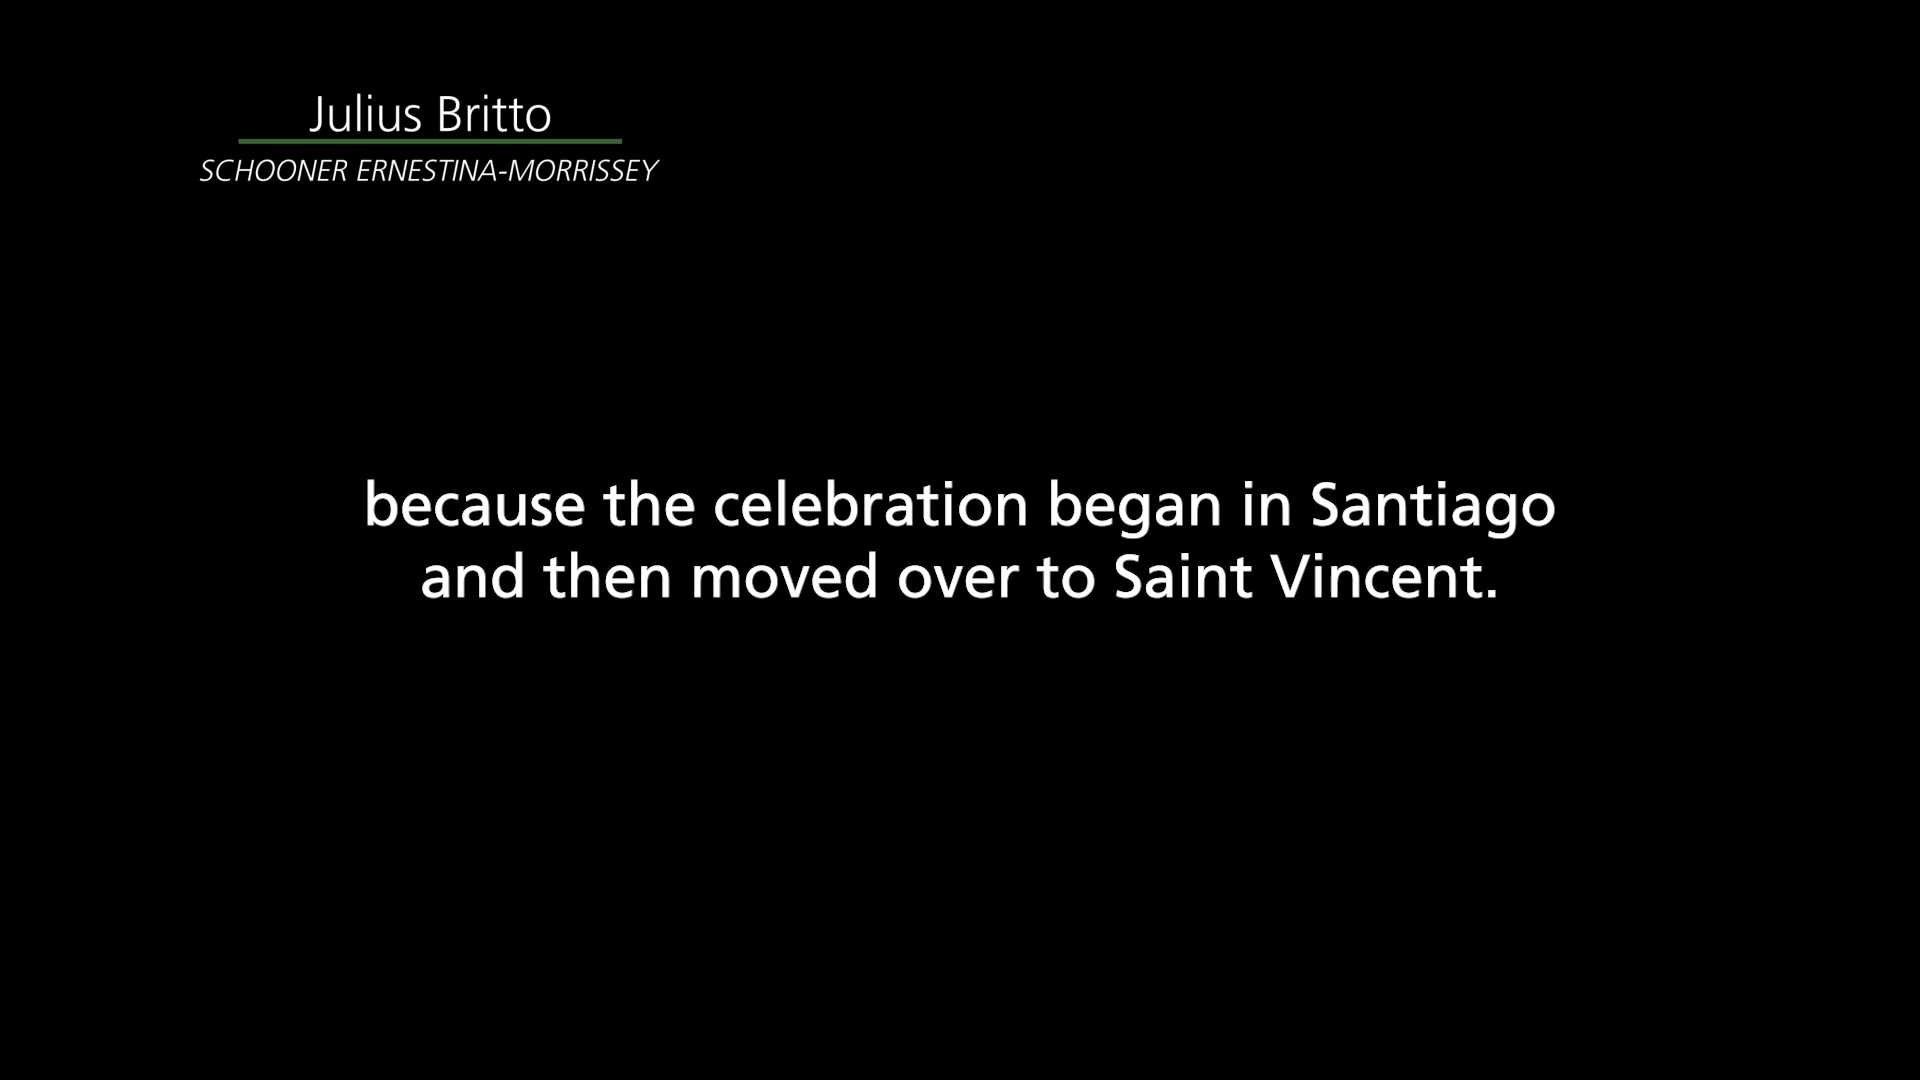 Julius Britto
SCHOONER ERNESTINA-MORRISSEY
because the celebration began in Santiago
and then moved over to Saint Vincent.